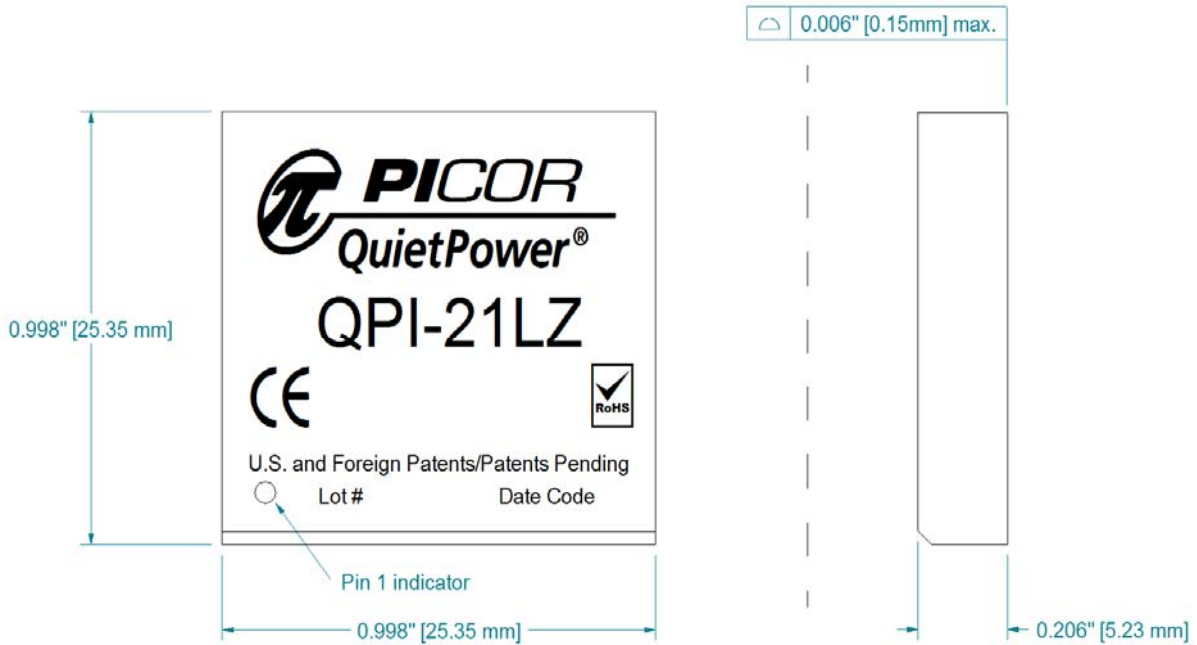 0.006" [0.15mm] max.
PICOR
QuietPower®
QPI-21LZ
0.998" [25.35 mm]
CE
RoHS
U.S. and Foreign Patents/Patents Pending
Lot # Date Code
Pin 1 indicator
0.998" [25.35 mm]
0.206" [5.23 mm]